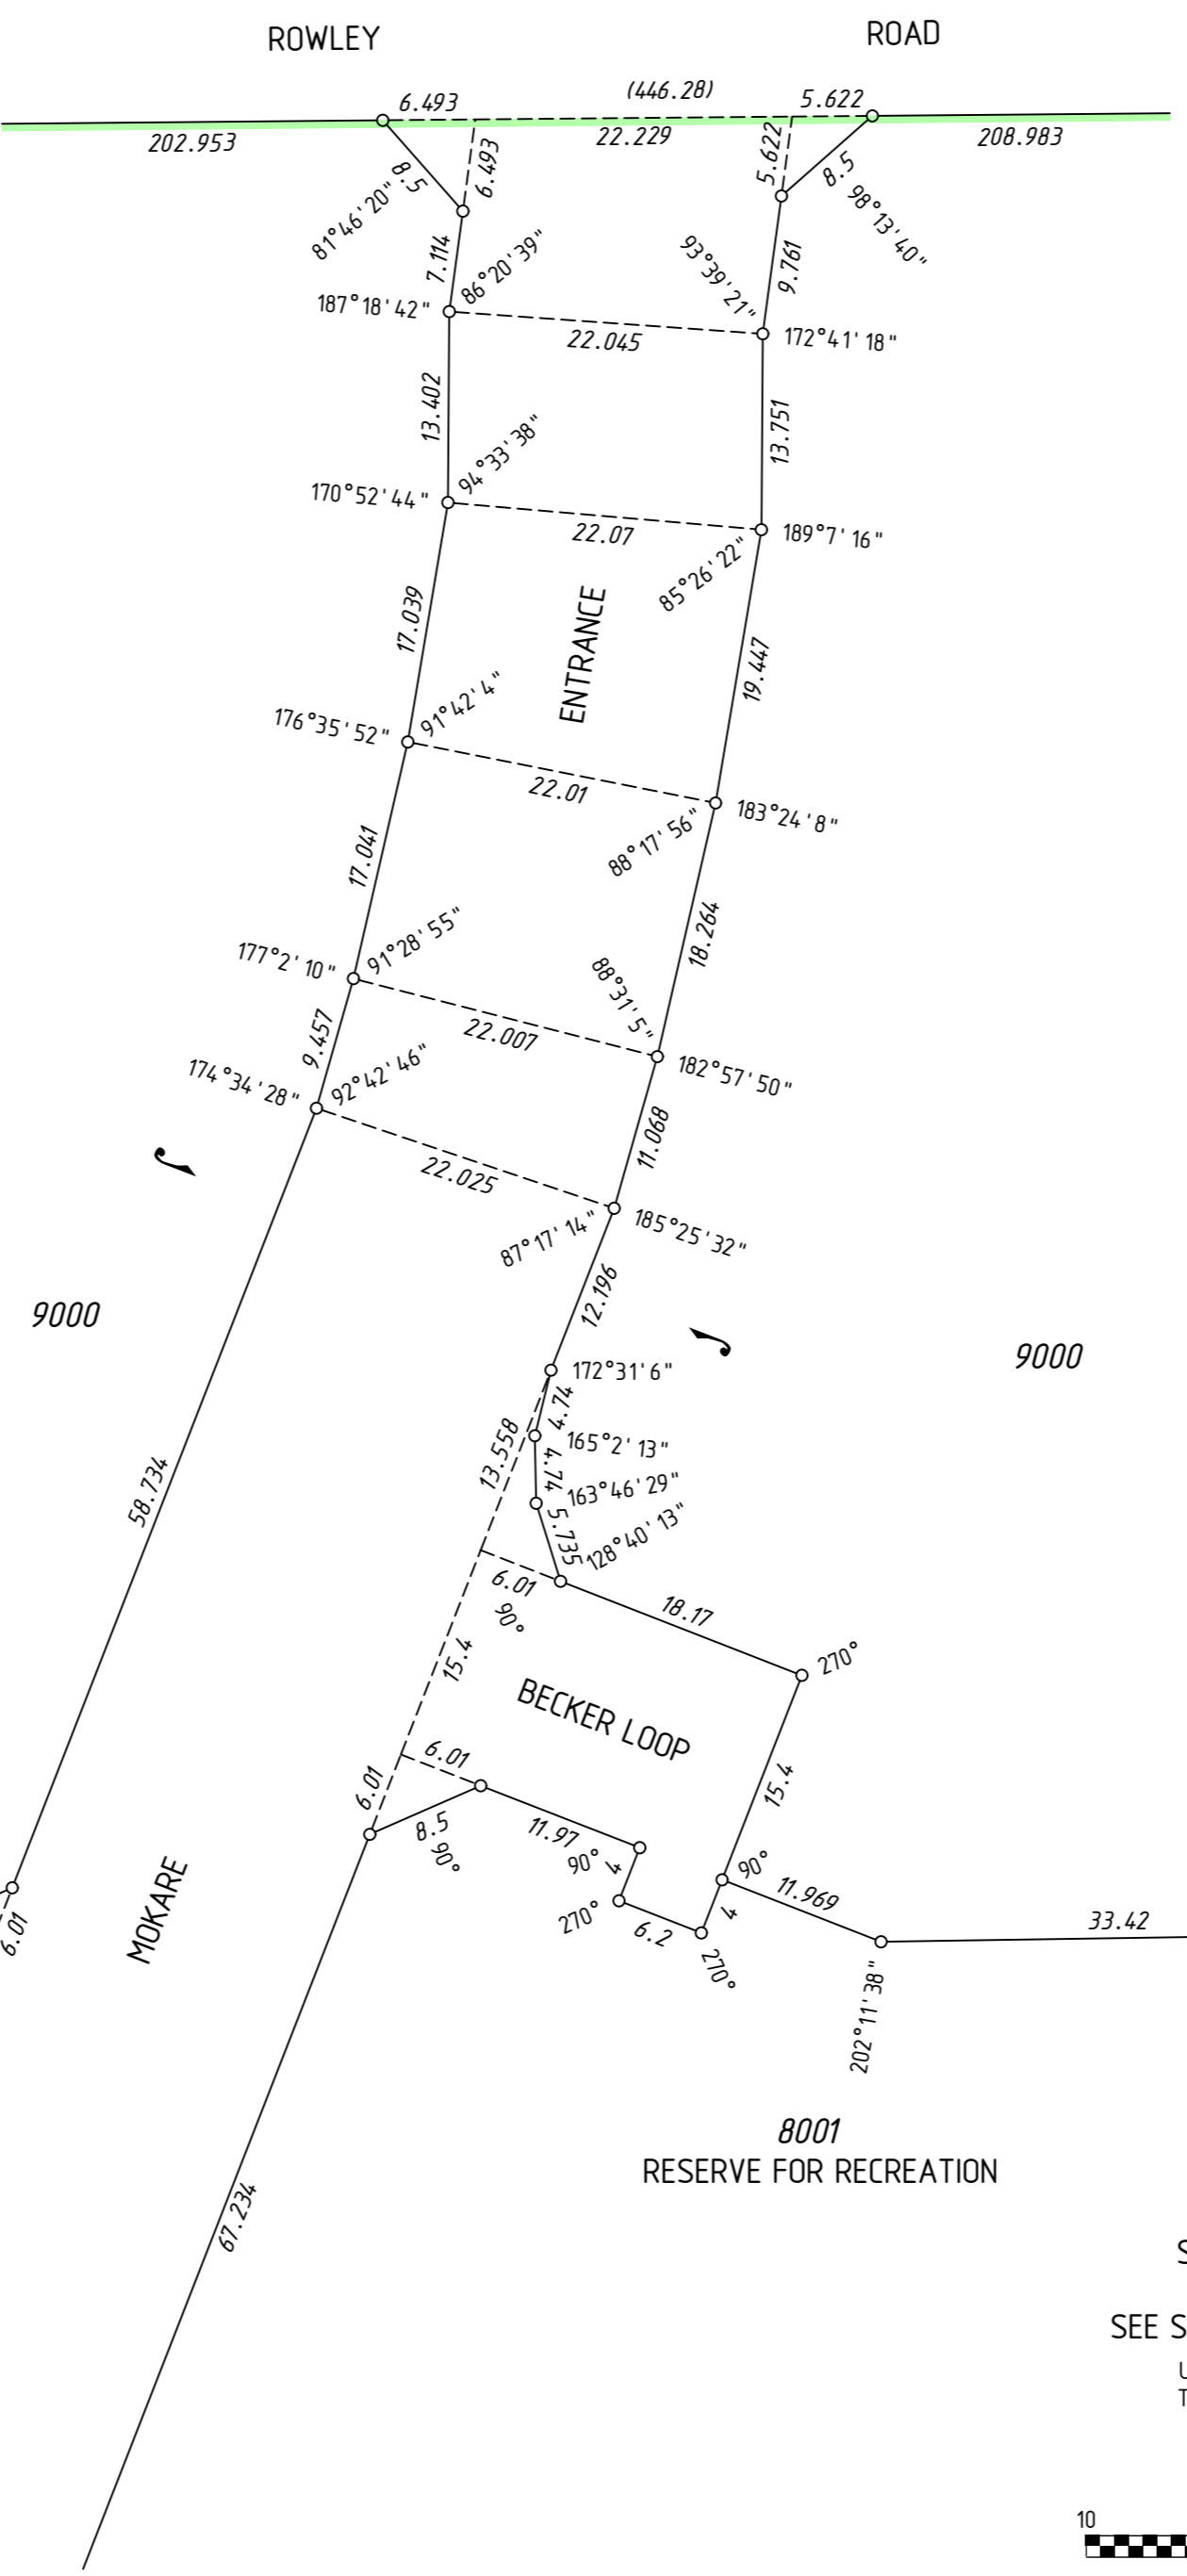 ROWLEY ROAD
6.493 (446.28) 5.622
202.953 22.229 208.983
8.5 6.493 5.622 8.5
81°46'20" 98°13'40"
7.114 86°20'39" 93°39'21" 9.761
187°18'42" 172°41'18"
22.045
13.402 13.751
94°33'38"
170°52'44" 189°7'16"
22.07
85°26'22"
17.039 ENTRANCE 19.447
91°42'4"
176°35'52"
22.01 183°24'8"
88°17'56"
17.041 18.264
91°28'55"
177°2'10" 88°31'5"
22.007
9.457 182°57'50"
92°42'46"
174°34'28" 11.068
22.025
87°17'14" 185°25'32"
12.196
9000 9000
172°31'6"
4.74
13.558 165°2'13"
58.734 4.74
163°46'29"
5.735 128°40'13"
6.01
90° 18.17
15.4 270°
BECKER LOOP
6.01
6.01 15.4
8.5 11.97
90° 90° 4 90°
11.969
270° 6.2 4
MOKARE 33.42
6.01 270°
202°11'38"
8001
RESERVE FOR RECREATION
67.234
S
SEE S
U
T
10